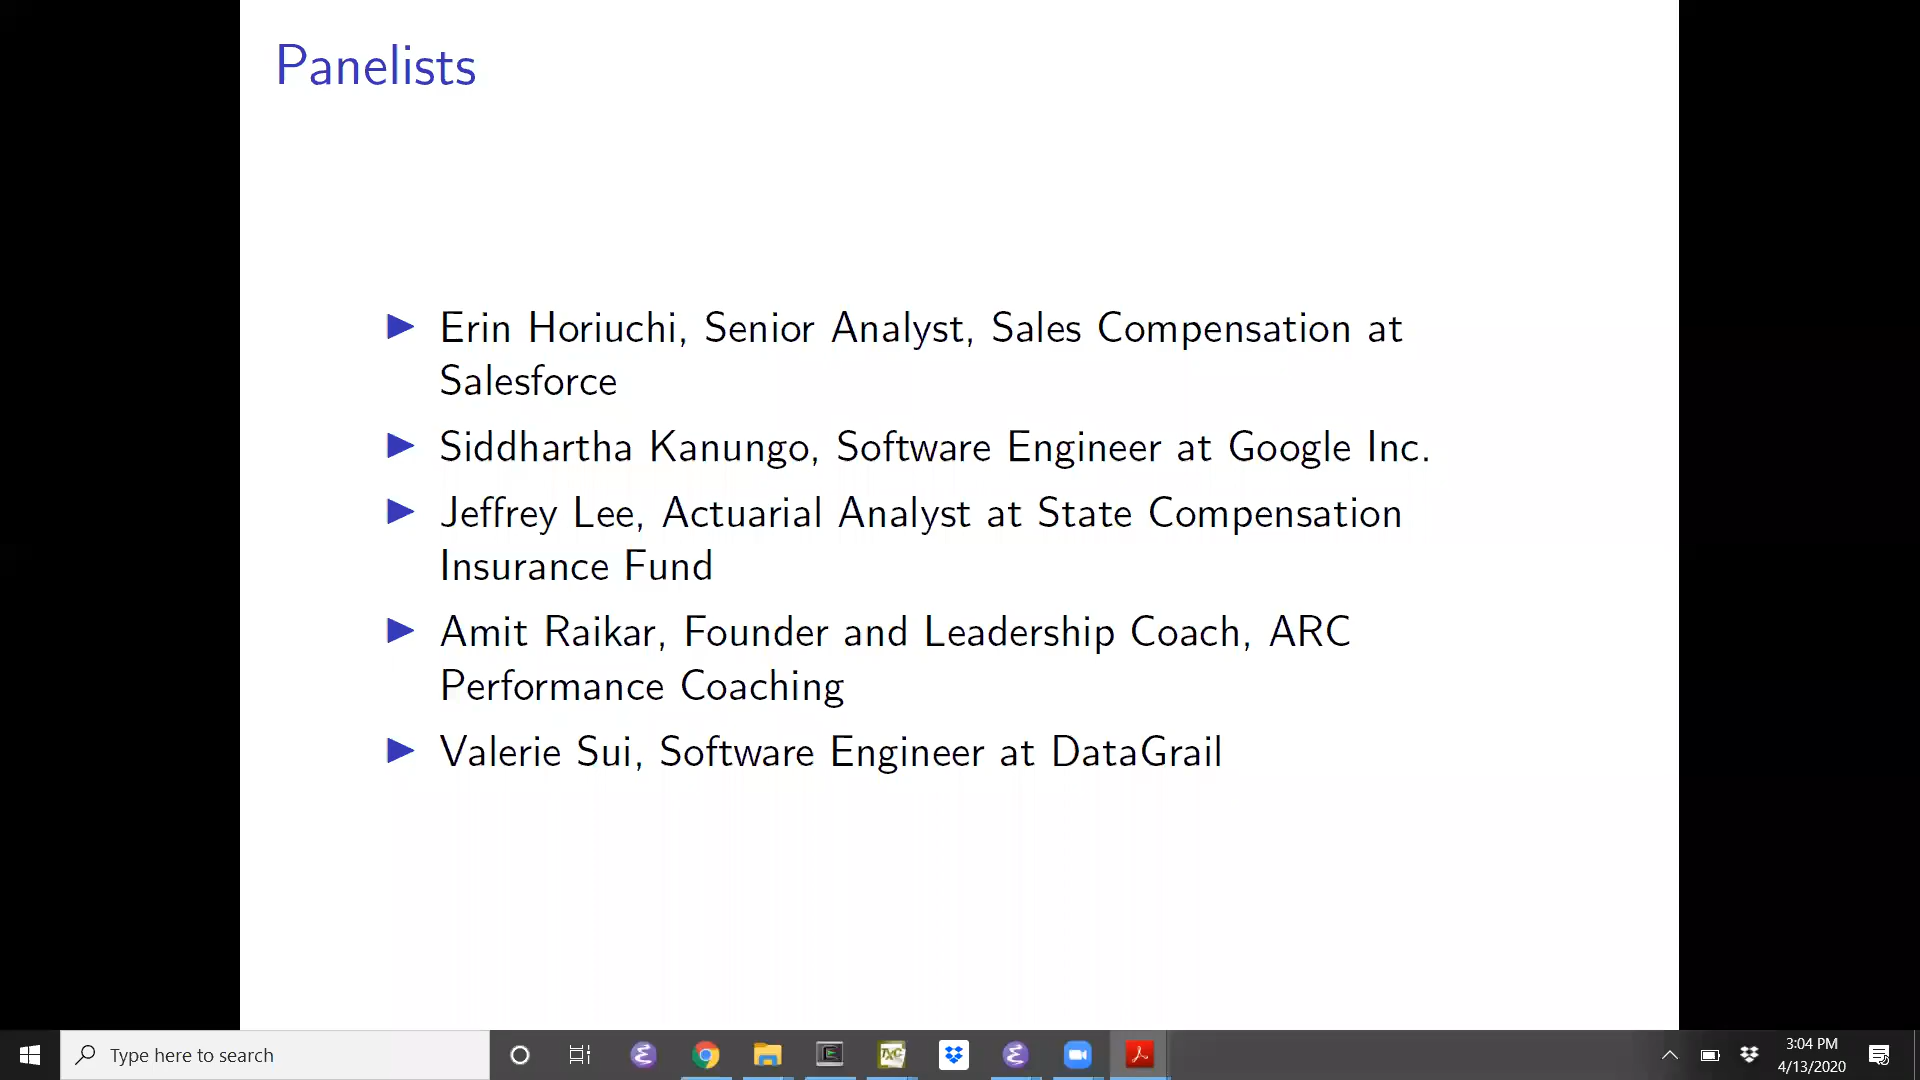 Panelists
Erin Horiuchi, Senior Analyst, Sales Compensation at
Salesforce
Siddhartha Kanungo, Software Engineer at Google Inc.
Jeffrey Lee, Actuarial Analyst at State Compensation
Insurance Fund
Amit Raikar, Founder and Leadership Coach, ARC
Performance Coaching
Valerie Sui, Software Engineer at DataGrail
Type here to search
TXC
3:04 PM
4/13/2020